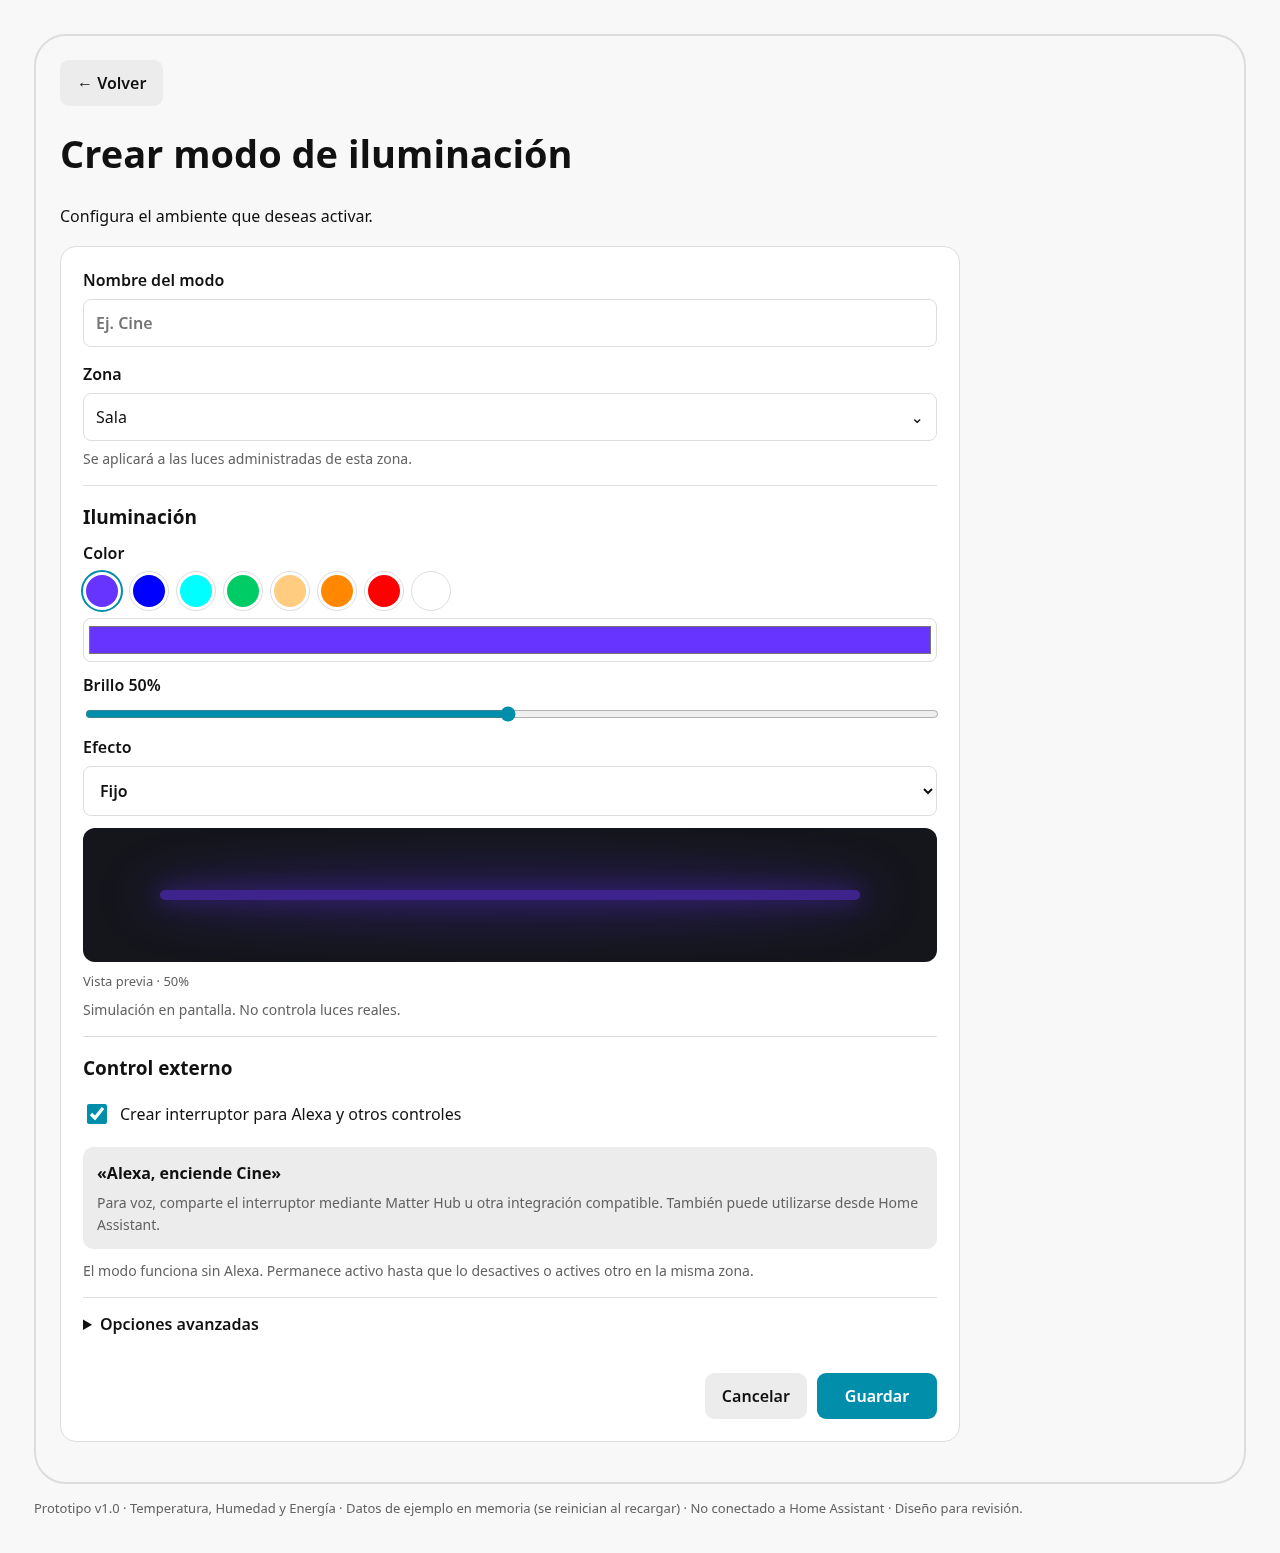 ← Volver
Crear modo de iluminación
Configura el ambiente que deseas activar.
Nombre del modo
Ej. Cine
Zona
Sala
Se aplicará a las luces administradas de esta zona.
Iluminación
Color
Brillo 50%
Efecto
Fijo
Vista previa · 50%
Simulación en pantalla. No controla luces reales.
Control externo
Crear interruptor para Alexa y otros controles
«Alexa, enciende Cine»
Para voz, comparte el interruptor mediante Matter Hub u otra integración compatible. También puede utilizarse desde Home
Assistant.
El modo funciona sin Alexa. Permanece activo hasta que lo desactives o actives otro en la misma zona.
Opciones avanzadas
Cancelar
Guardar
Prototipo v1.0 · Temperatura, Humedad y Energía · Datos de ejemplo en memoria (se reinician al recargar) · No conectado a Home Assistant · Diseño para revisión.